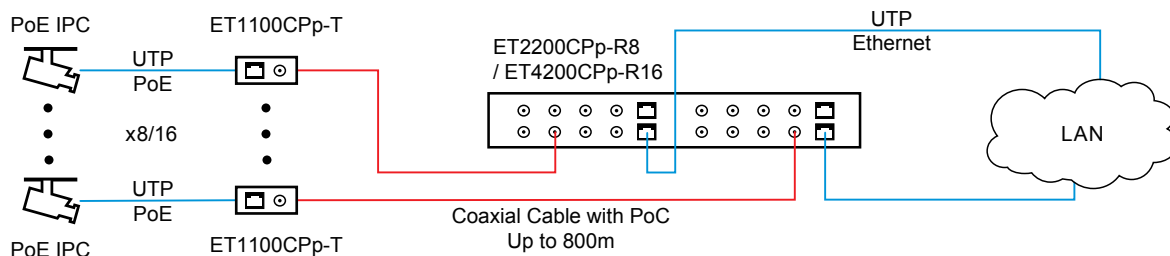 PoE IPC
ET1100CPp-T
UTP
PoE
x8/16
UTP
PoE
PoE IPC
ET1100CPp-T
ET2200CPp-R8
/ ET4200CPp-R16
UTP
Ethernet
LAN
Coaxial Cable with PoC
Up to 800m